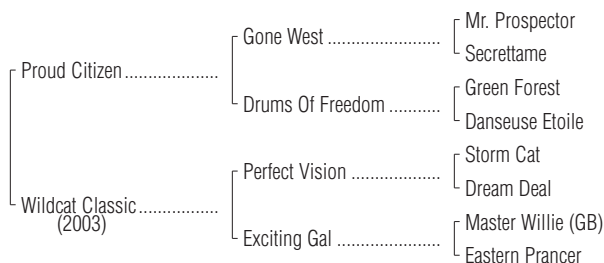 Mr. Prospector
Gone West ........................
Secrettame
Proud Citizen ....................
Green Forest
Drums Of Freedom ...........
Danseuse Etoile
Storm Cat
Perfect Vision ...................
Dream Deal
Wildcat Classic .................
(2003)
Master Willie (GB)
Exciting Gal ......................
Eastern Prancer